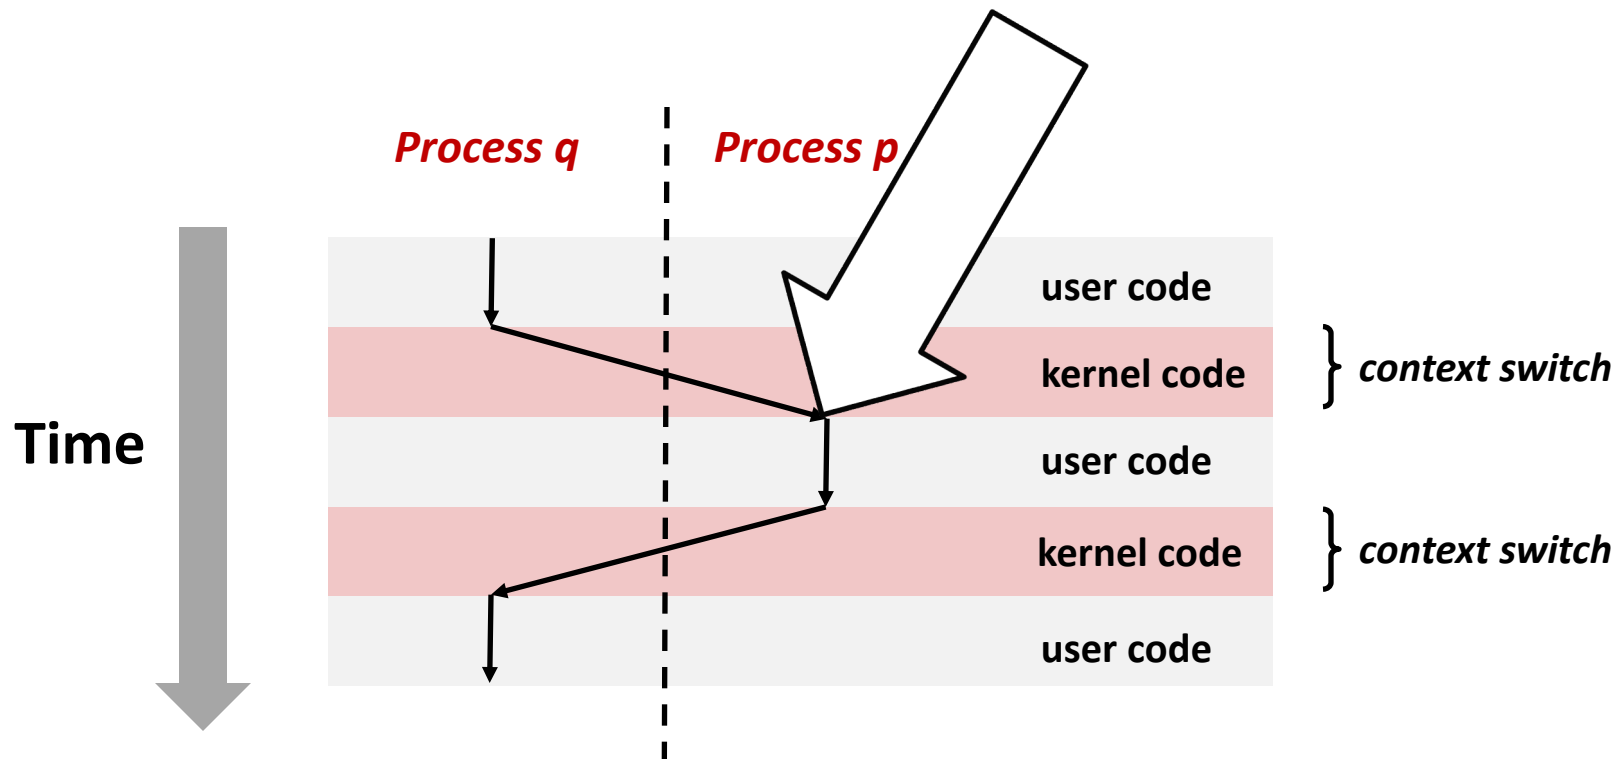 Process q
Process p
user code
kernel code
context switch
Time
user code
kernel code
context switch
user code